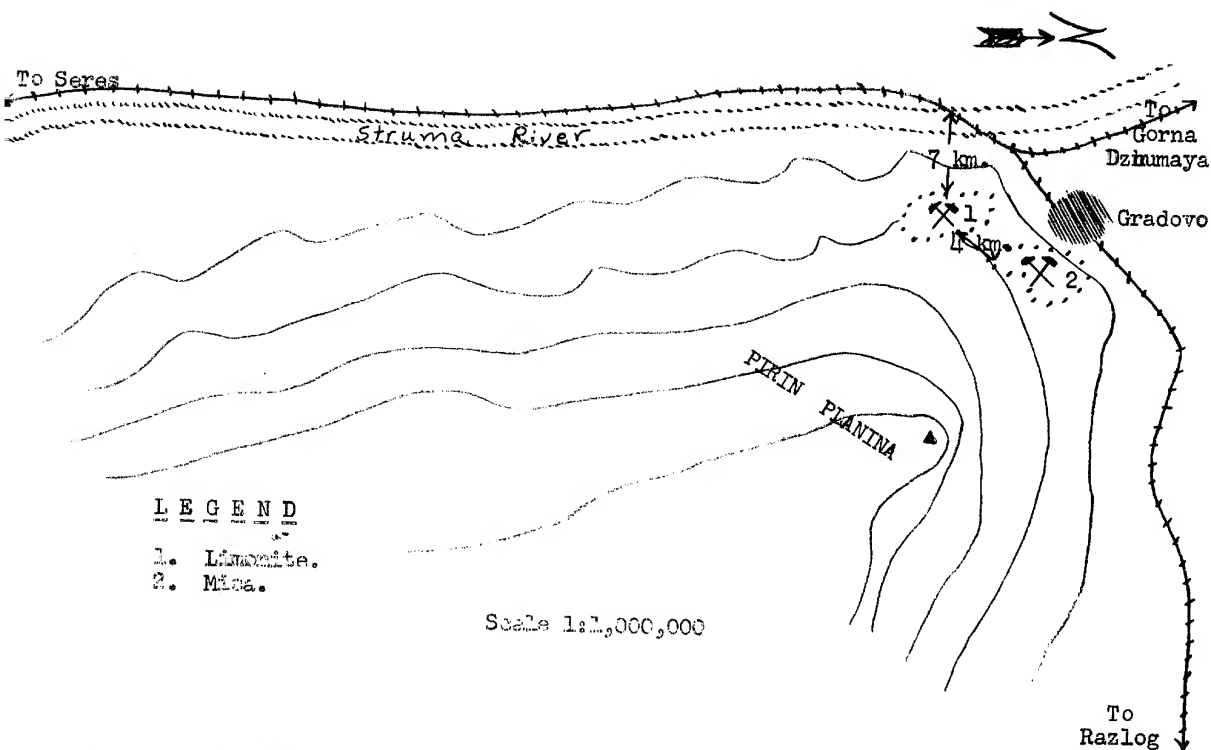 To Seres
Struma River
To
Gorna
Dzhumaya
7 km.
1
Gradovo
4 km.
2
PIRIN PLANINA
LEGEND
1. Limonite.
2. Mica.
Scale 1:1,000,000
To
Razlog